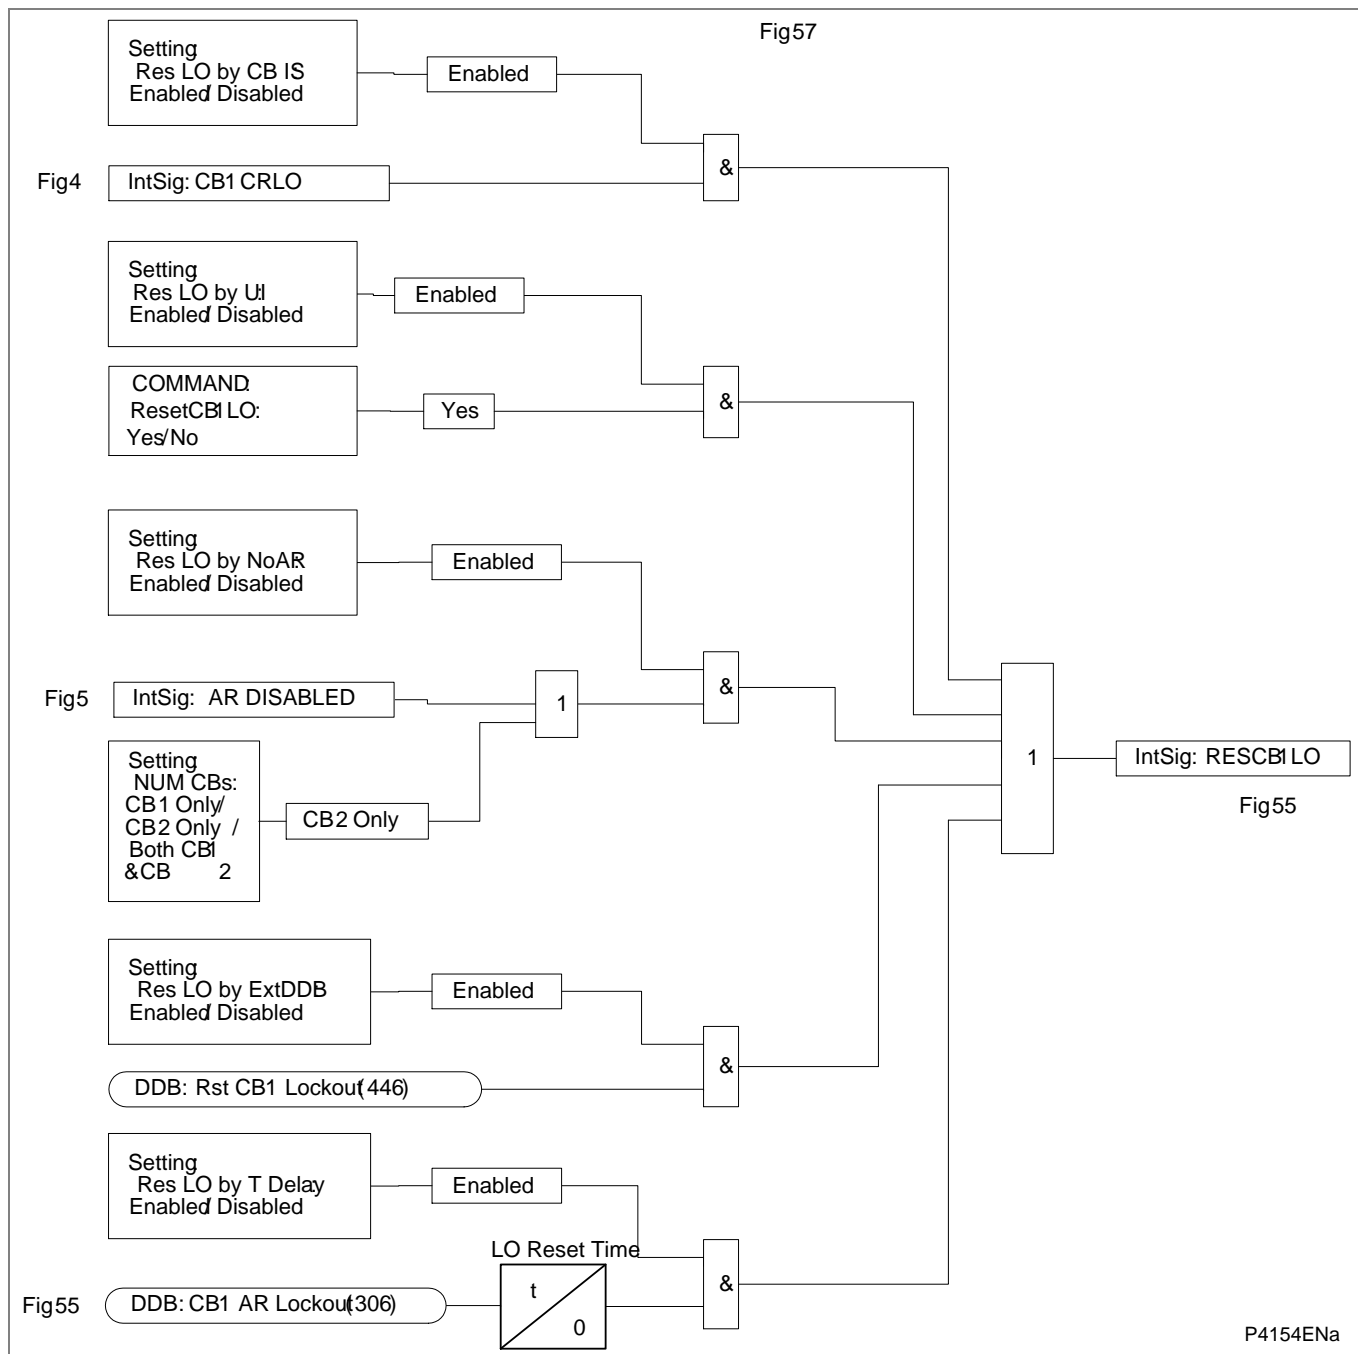 Fig57
Setting
Res LO by CB IS
Enabled/ Disabled
Enabled
&
Fig4
IntSig: CB1 CRLO
Setting
Res LO by UI
Enabled/ Disabled
Enabled
COMMAND:
ResetCB1LO:
Yes/No
Yes
&
Setting
Res LO by NoAR
Enabled/ Disabled
Enabled
&
Fig5
IntSig: AR DISABLED
1
Setting
NUM CBs:
CB1 Only/
CB2 Only /
Both CB1
&CB 2
CB2 Only
1
IntSig: RESCB1LO
Fig55
Setting
Res LO by ExtDDB
Enabled/ Disabled
Enabled
&
DDB: Rst CB1 Lockout(446)
Setting
Res LO by T Delay
Enabled/ Disabled
Enabled
LO Reset Time
t
0
&
Fig55
DDB: CB1 AR Lockout(306)
P4154ENa